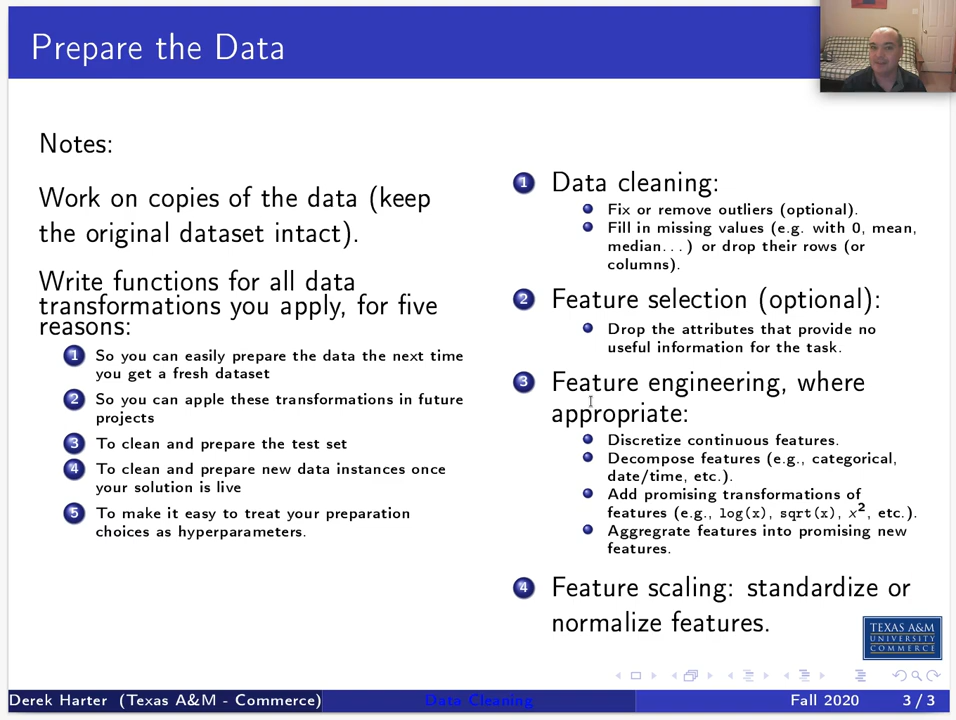 Prepare the Data
Notes:
Work on copies of the data (keep
the original dataset intact).
Write functions for all data
transformations you apply, for five
reasons:
1 So you can easily prepare the data the next time
you get a fresh dataset
2 So you can apple these transformations in future
projects
3 To clean and prepare the test set
4 To clean and prepare new data instances once
your solution is live
5 To make it easy to treat your preparation
choices as hyperparameters.
1 Data cleaning:
Fix or remove outliers (optional).
Fill in missing values (e.g. with 0, mean,
median...) or drop their rows (or
columns).
2 Feature selection (optional):
Drop the attributes that provide no
useful information for the task.
3 Feature engineering, where
appropriate:
Discretize continuous features.
Decompose features (e.g., categorical,
date/time, etc.).
Add promising transformations of
features (e.g., log(x), sqrt(x), x², etc.).
Aggregrate features into promising new
features.
4 Feature scaling: standardize or
normalize features.
TEXAS A&M
UNIVERSITY
COMMERCE
Derek Harter (Texas A&M - Commerce)
Data Cleaning
Fall 2020
3 / 3